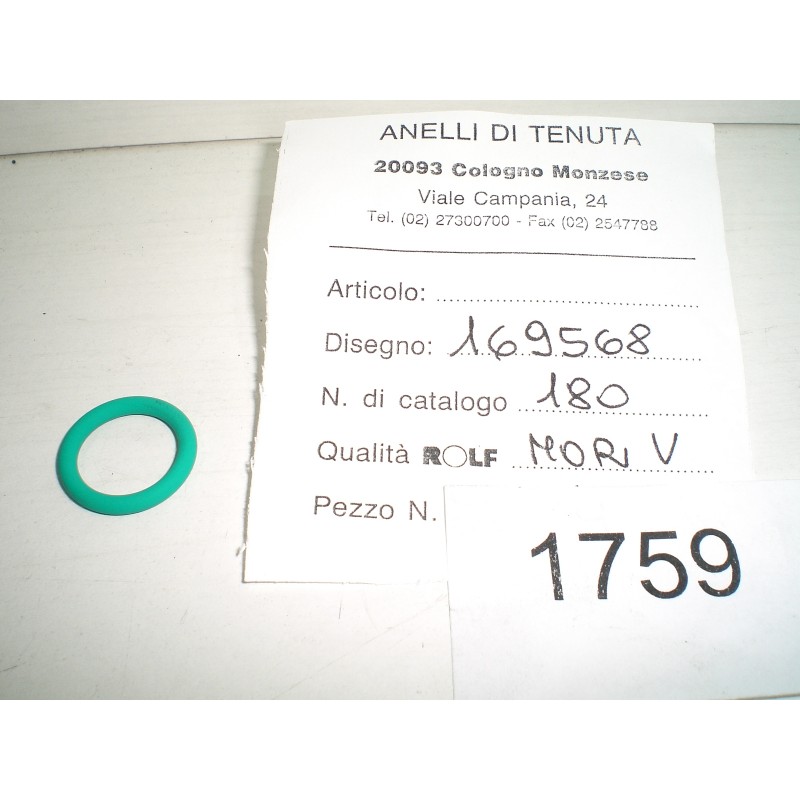 ANELLI DI TENUTA
20093 Cologno Monzese
Viale Campania, 24
Tel. (02) 27300700 - Fax (02) 2547788
Articolo:
Disegno: 169568
N. di catalogo 180
Qualità ROLF MORI V
Pezzo N.
1759